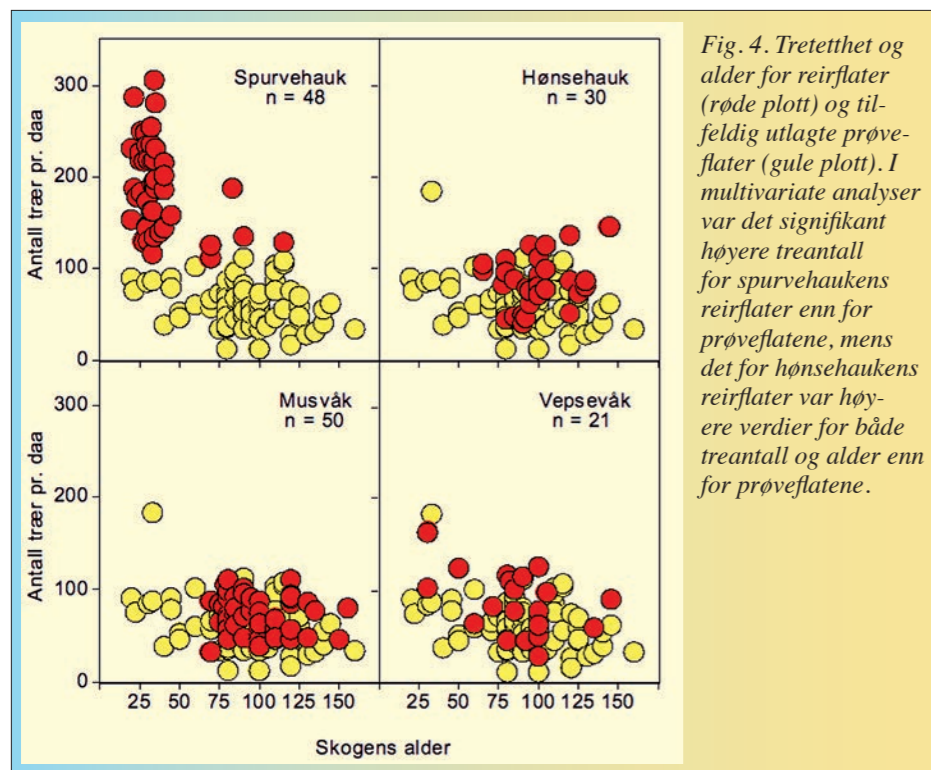 Spurvehauk
n = 48
Hønsehauk
n = 30
300
200
100
0
Antall trær pr. daa
Musvåk
n = 50
Vepsevåk
n = 21
300
200
100
0
Antall trær pr. daa
25 50 75 100 125 25 50 75 100 125
Skogens alder
Fig. 4. Tretetthet og
alder for reirflater
(røde plott) og til-
feldig utlagte prøve-
flater (gule plott). I
multivariate analyser
var det signifikant
høyere treantall
for spurvehaukens
reirflater enn for
prøveflatene, mens
det for hønsehaukens
reirflater var høy-
ere verdier for både
treantall og alder enn
for prøveflatene.